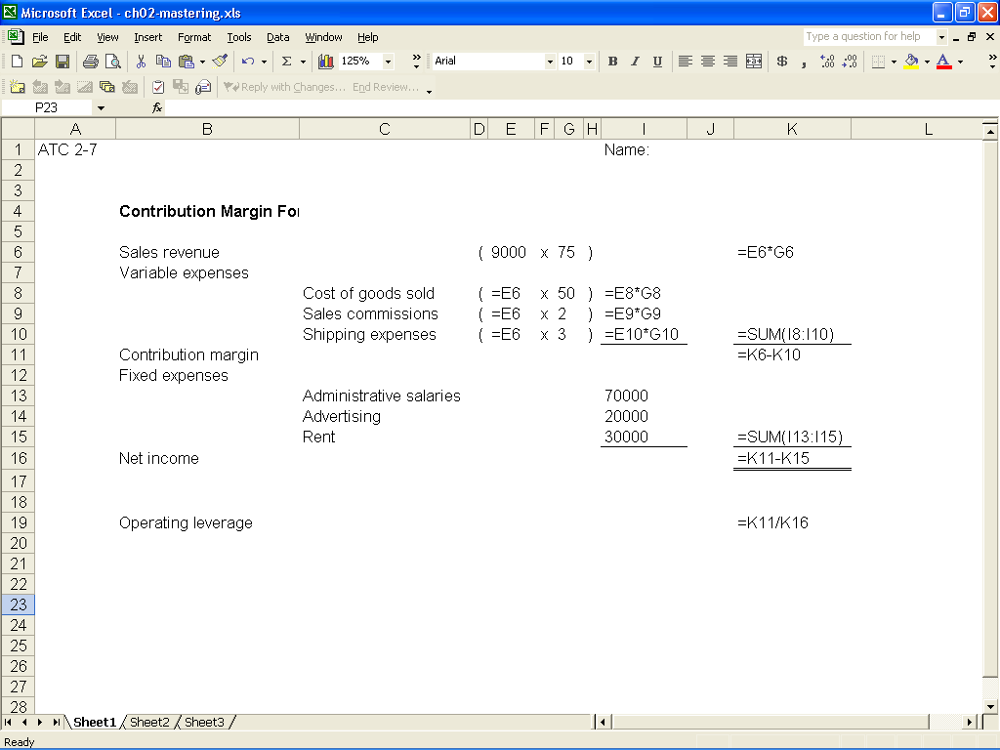 Microsoft Excel - ch02-mastering.xls
File Edit View Insert Format Tools Data Window Help Type a question for help
Σ 125% » Arial 10 B I U $ , .00 .00 A »
Reply with Changes... End Review...
P23 fx
A B C D E F G H I J K L
1 ATC 2-7 Name:
2
3
4 Contribution Margin For
5
6 Sales revenue ( 9000 x 75 ) =E6*G6
7 Variable expenses
8 Cost of goods sold ( =E6 x 50 ) =E8*G8
9 Sales commissions ( =E6 x 2 ) =E9*G9
10 Shipping expenses ( =E6 x 3 ) =E10*G10 =SUM(I8:I10)
11 Contribution margin =K6-K10
12 Fixed expenses
13 Administrative salaries 70000
14 Advertising 20000
15 Rent 30000 =SUM(I13:I15)
16 Net income =K11-K15
17
18
19 Operating leverage =K11/K16
20
21
22
23
24
25
26
27
28
Sheet1 Sheet2 Sheet3
Ready